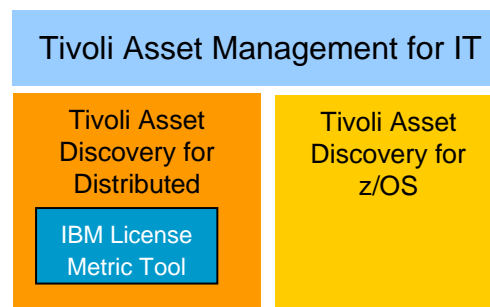 Tivoli Asset Management for IT
Tivoli Asset
Discovery for
Distributed
IBM License
Metric Tool
Tivoli Asset
Discovery for
z/OS